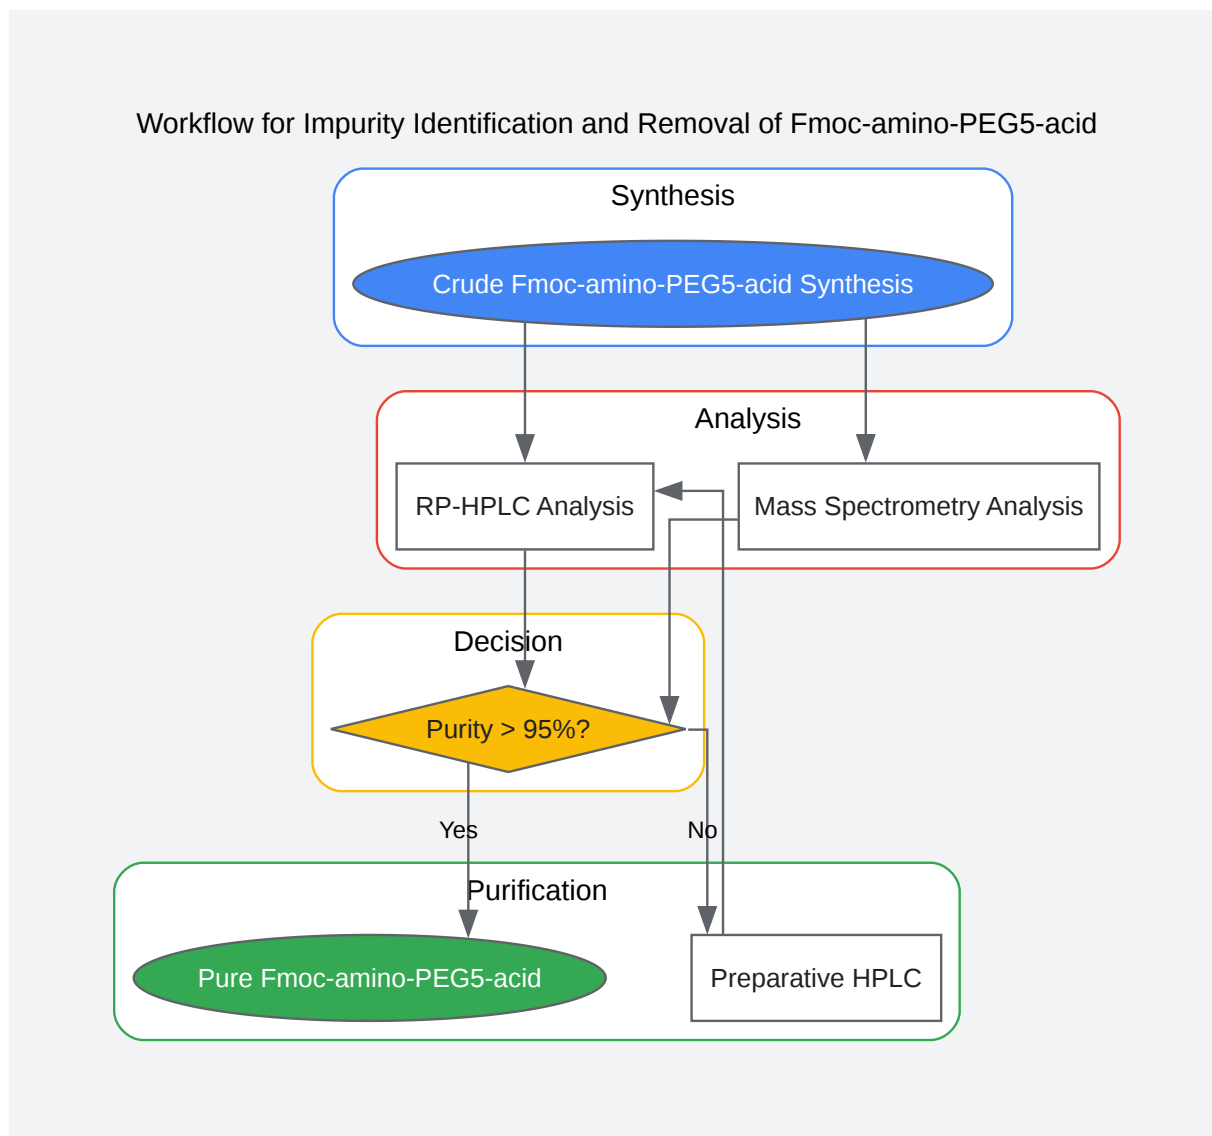 Workflow for Impurity Identification and Removal of Fmoc-amino-PEG5-acid
Synthesis
Crude Fmoc-amino-PEG5-acid Synthesis
Analysis
RP-HPLC Analysis
Mass Spectrometry Analysis
Decision
Purity > 95%?
Yes
No
Purification
Pure Fmoc-amino-PEG5-acid
Preparative HPLC